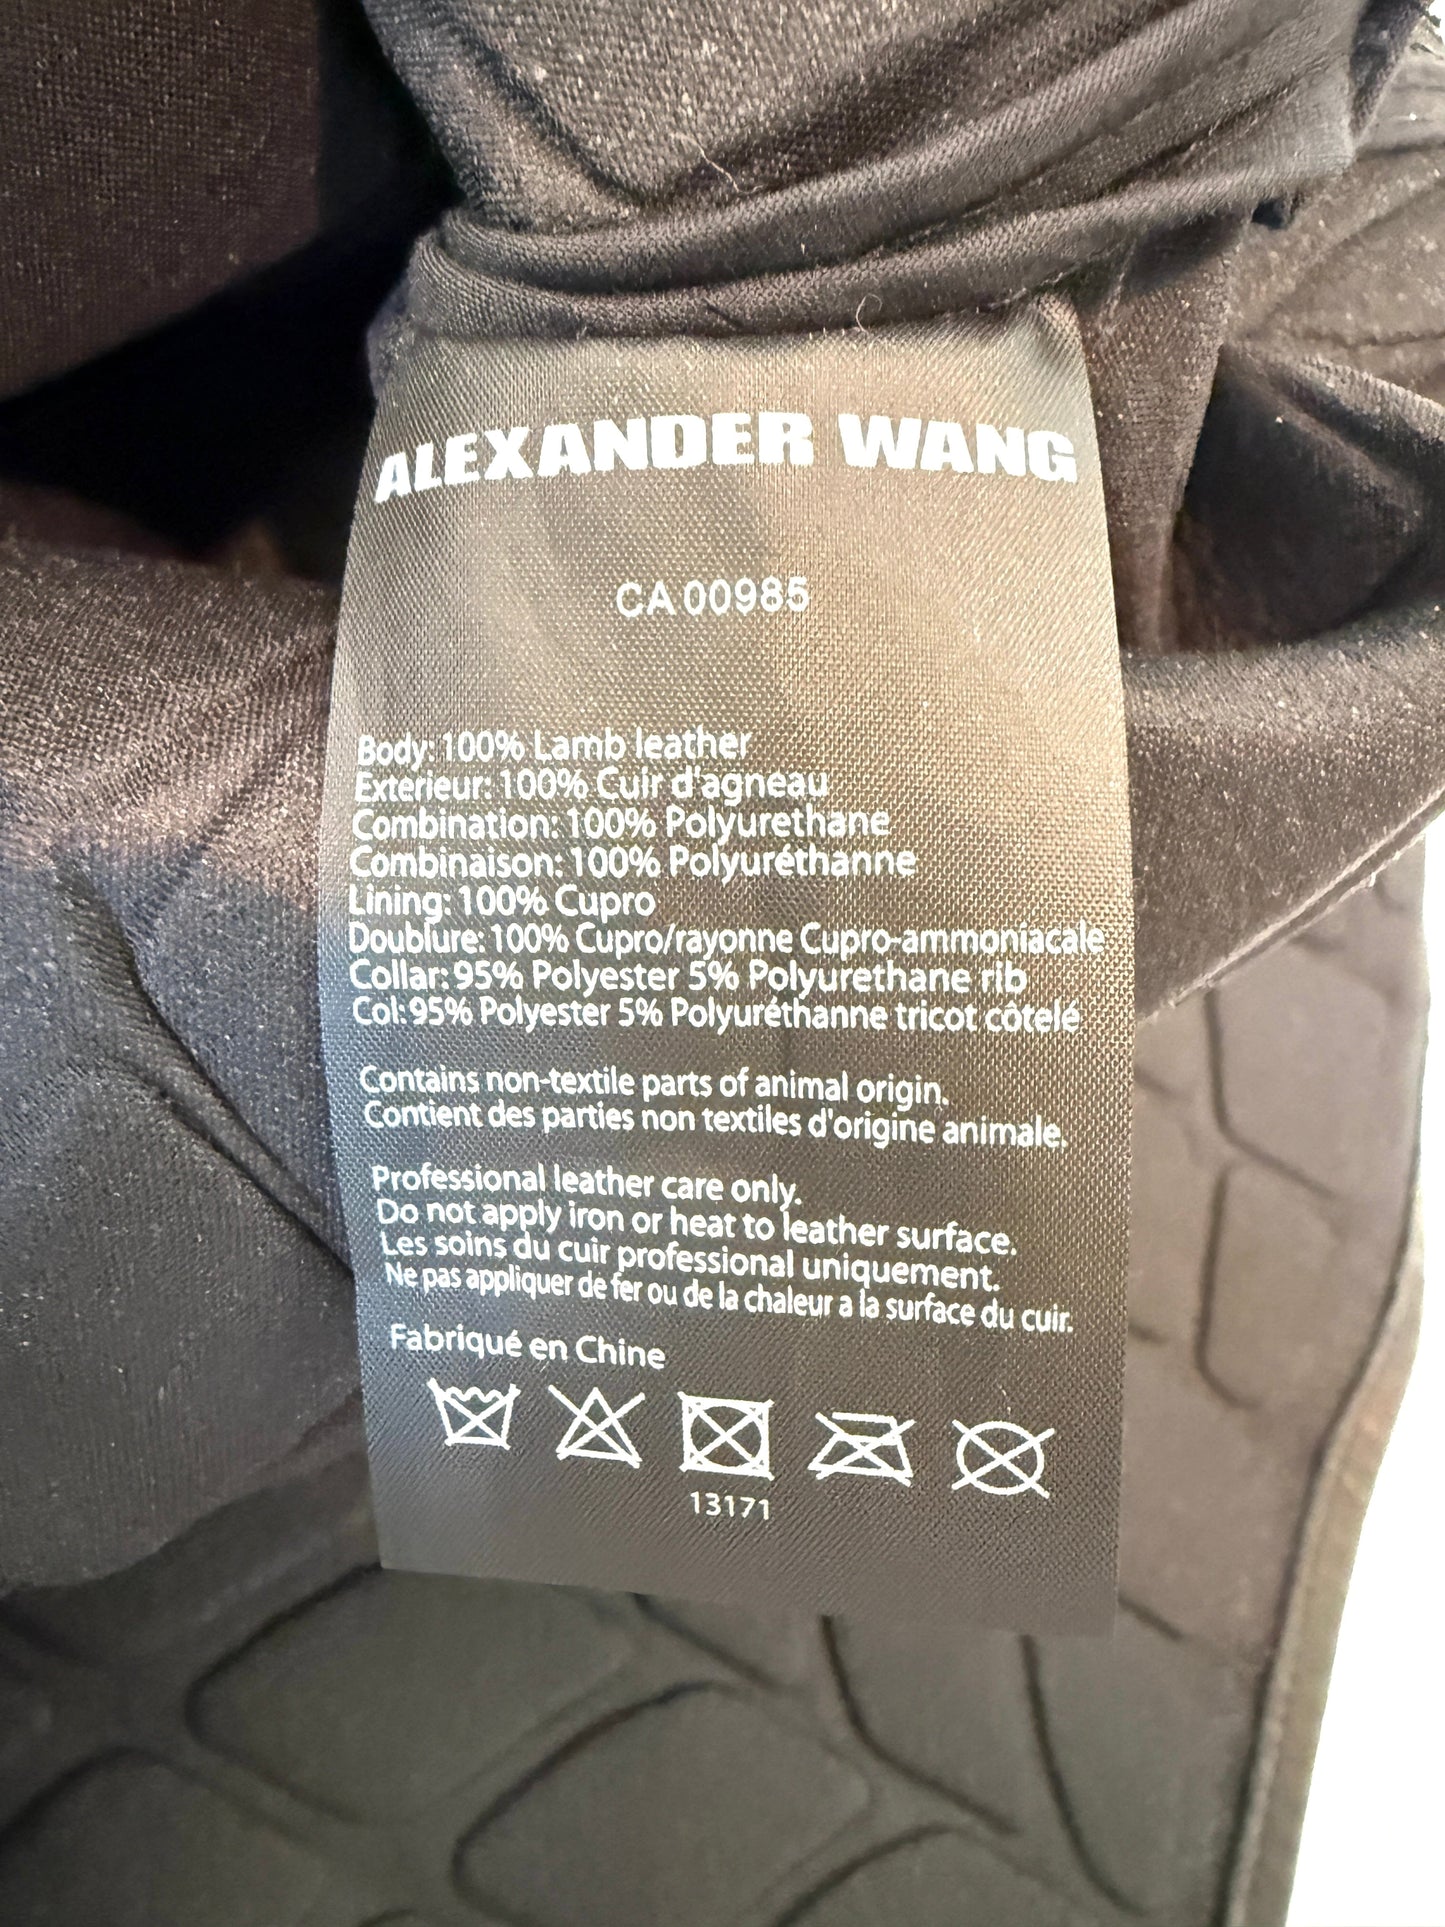 ALEXANDER WANG
CA 00985
Body: 100% Lamb leather
Exterieur: 100% Cuir d'agneau
Combination: 100% Polyurethane
Combinaison: 100% Polyuréthanne
Lining: 100% Cupro
Doublure: 100% Cupro/rayonne Cupro-ammoniacale
Collar: 95% Polyester 5% Polyurethane rib
Col: 95% Polyester 5% Polyuréthanne tricot côtelé
Contains non-textile parts of animal origin.
Contient des parties non textiles d'origine animale.
Professional leather care only.
Do not apply iron or heat to leather surface.
Les soins du cuir professional uniquement.
Ne pas appliquer de fer ou de la chaleur a la surface du cuir.
Fabriqué en Chine
13171